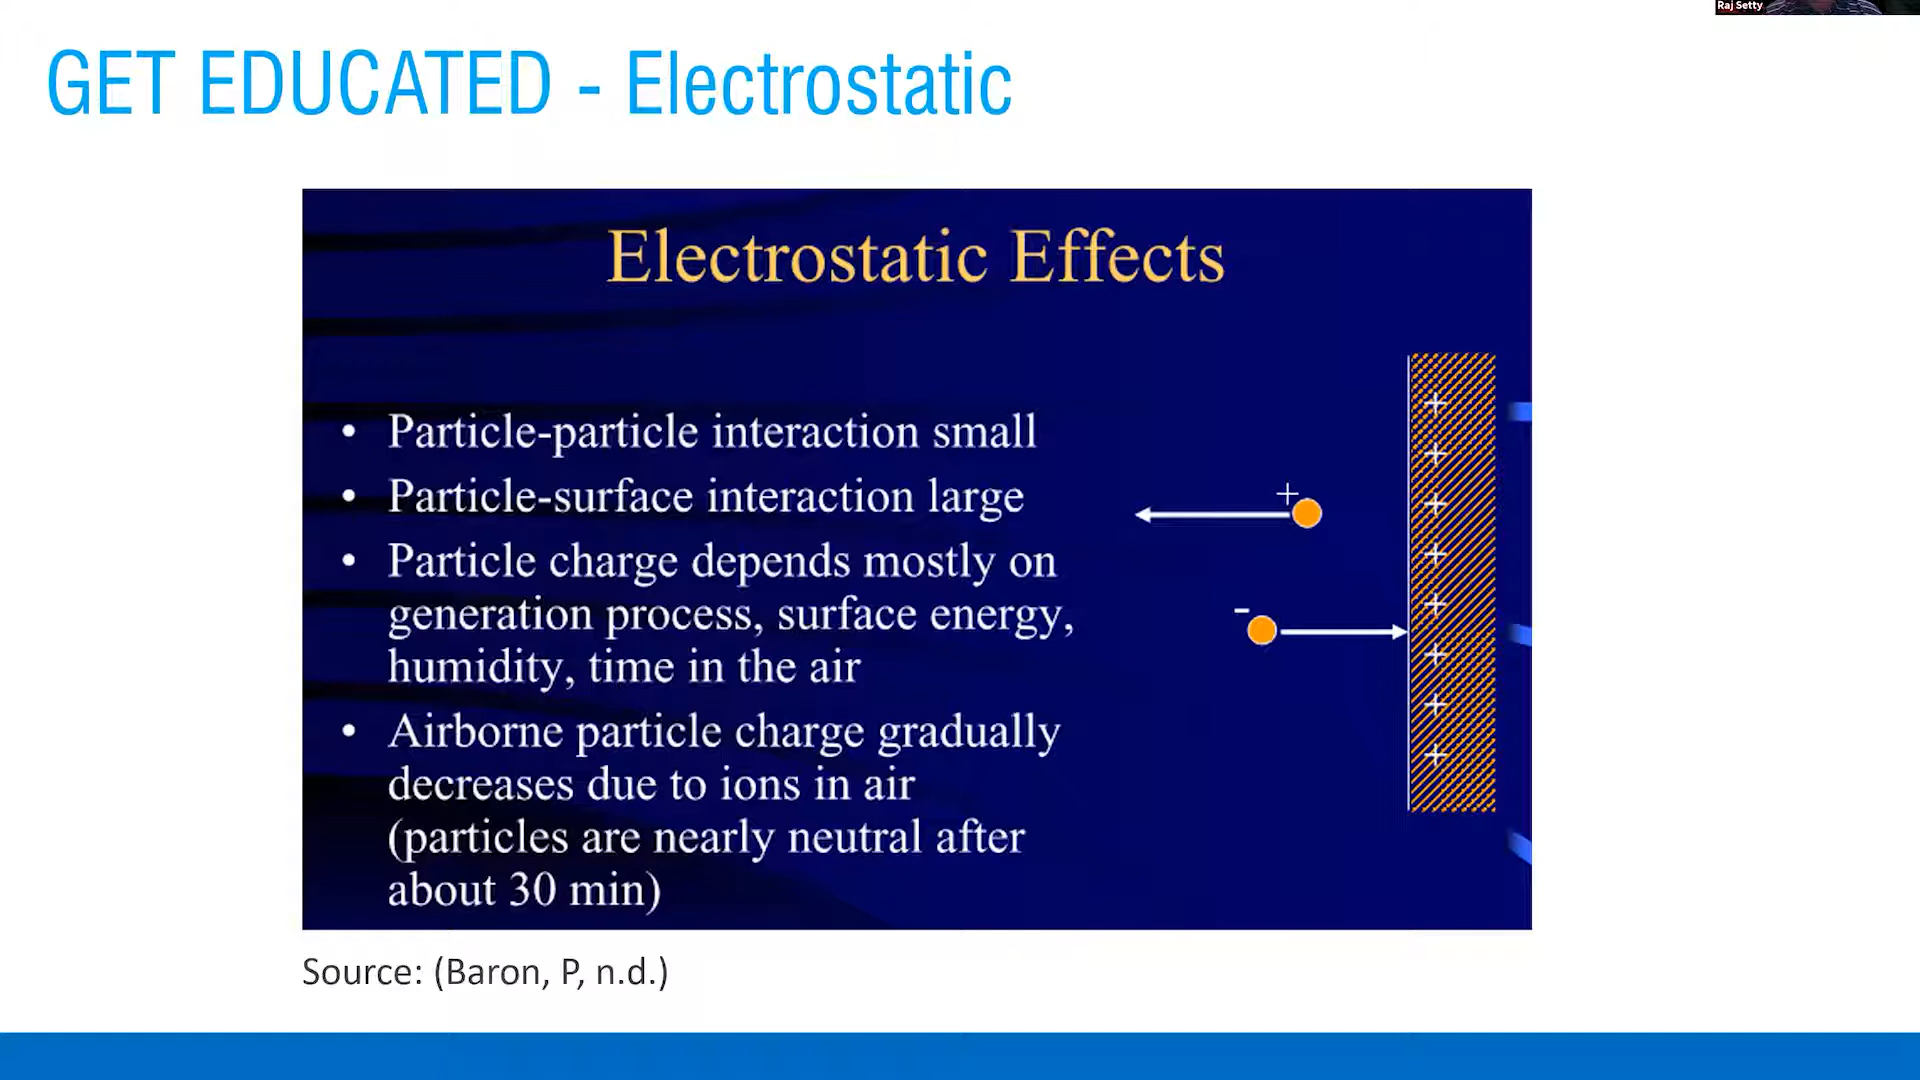 Raj Setty
GET EDUCATED - Electrostatic
Electrostatic Effects
• Particle-particle interaction small
• Particle-surface interaction large
• Particle charge depends mostly on
generation process, surface energy,
humidity, time in the air
• Airborne particle charge gradually
decreases due to ions in air
(particles are nearly neutral after
about 30 min)
+
-
+
+
+
+
+
+
+
+
Source: (Baron, P, n.d.)